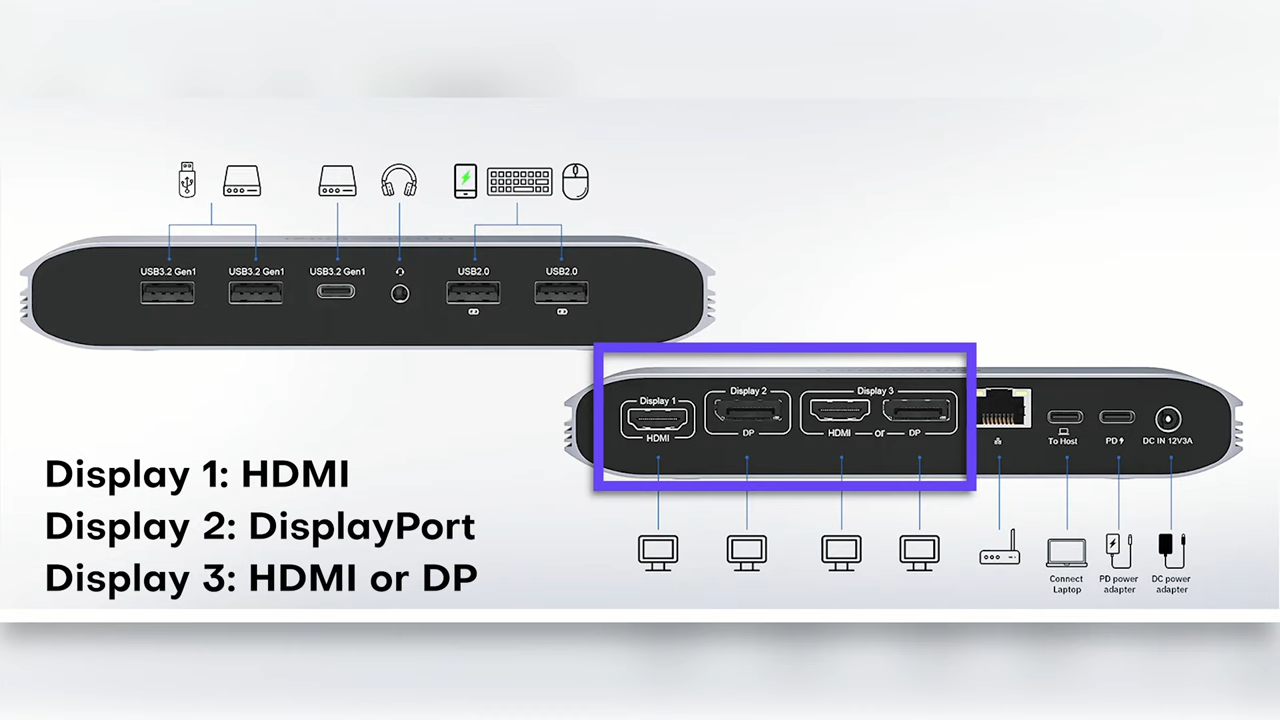 USB3.2 Gen1
USB3.2 Gen1
USB3.2 Gen1
USB2.0
USB2.0
Display 1
HDMI
Display 2
DP
Display 3
HDMI or DP
To Host
PD
DC IN 12V3A
Connect
Laptop
PD power
adapter
DC power
adapter
Display 1: HDMI
Display 2: DisplayPort
Display 3: HDMI or DP